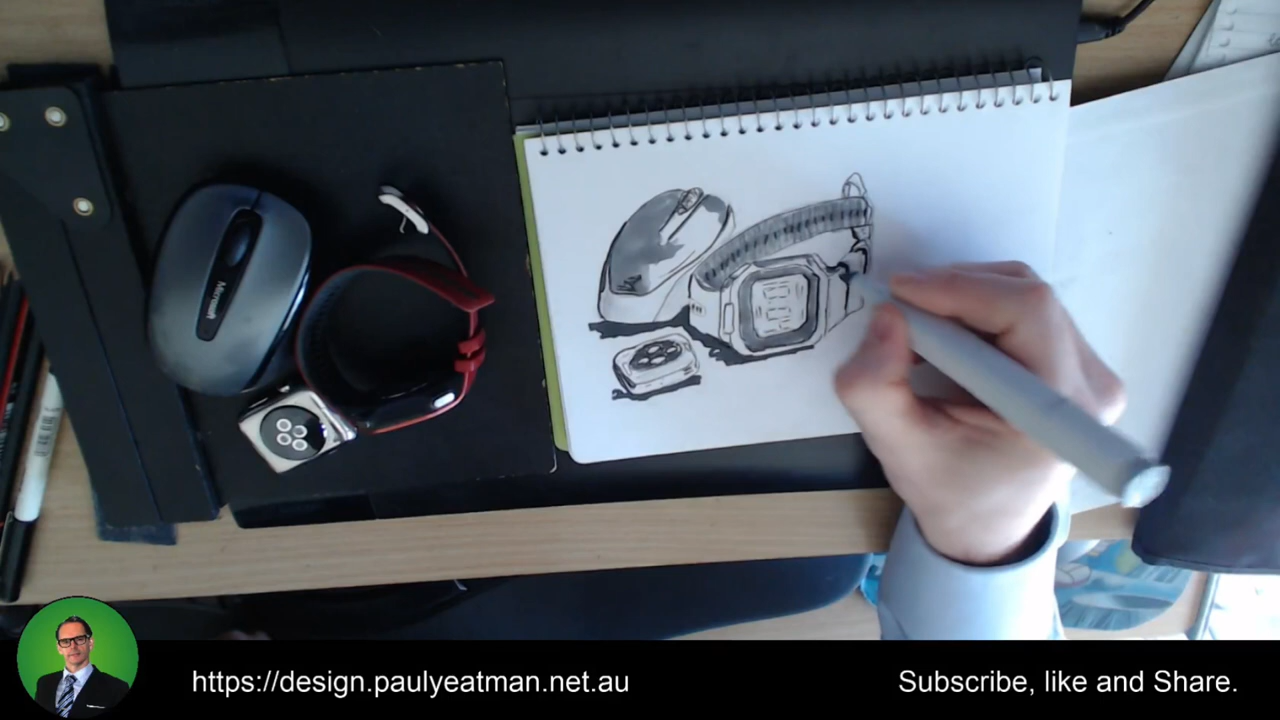 Microsoft
https://design.paulyeatman.net.au
Subscribe, like and Share.